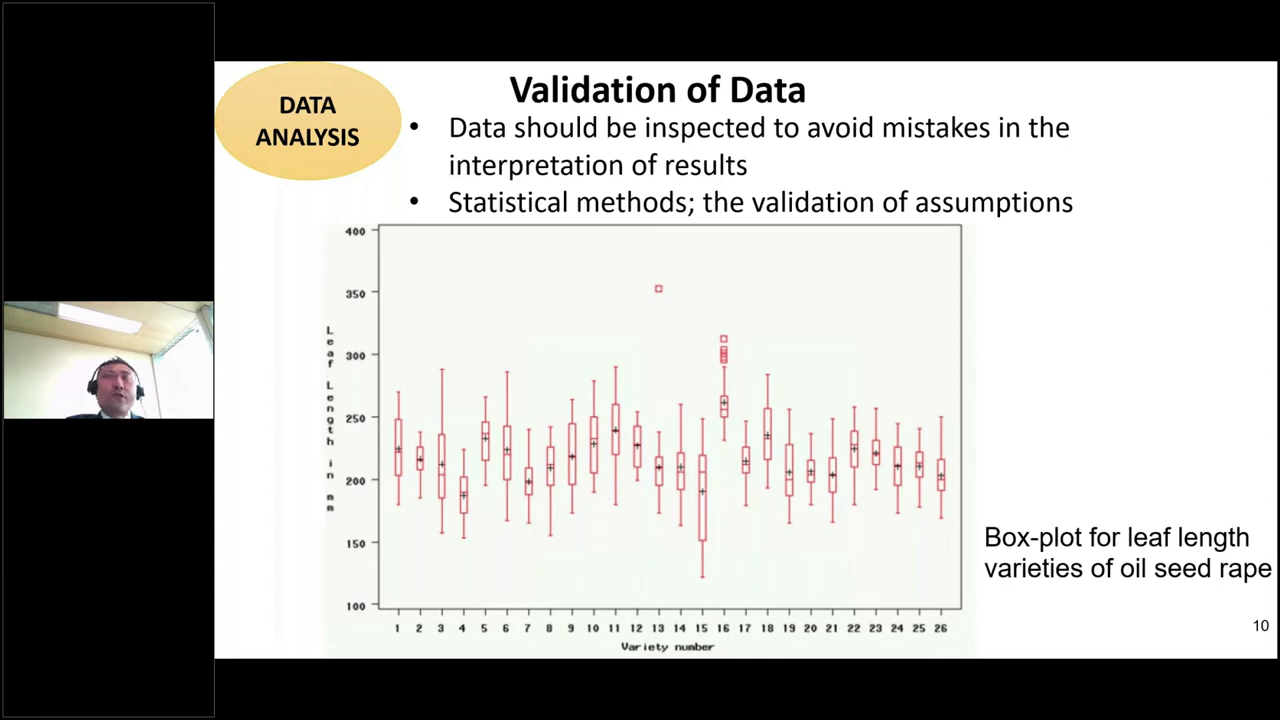 DATA
ANALYSIS
Validation of Data
• Data should be inspected to avoid mistakes in the
interpretation of results
• Statistical methods; the validation of assumptions
400
350
300
250
200
150
100
Leaf Length in mm
1 2 3 4 5 6 7 8 9 10 11 12 13 14 15 16 17 18 19 20 21 22 23 24 25 26
Variety number
Box-plot for leaf length
varieties of oil seed rape
10